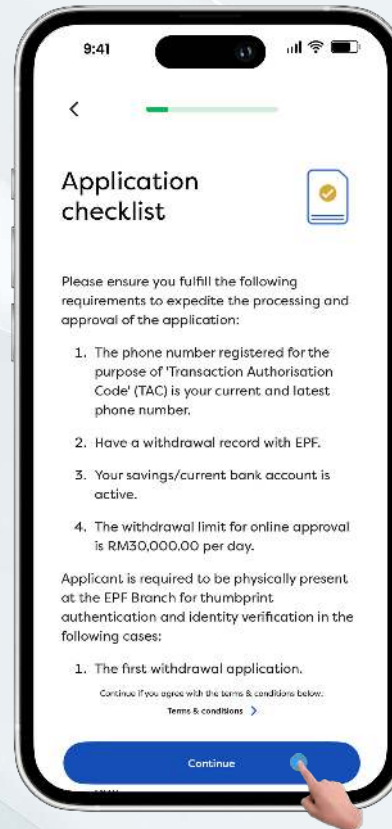 9:41
Application
checklist
Please ensure you fulfill the following
requirements to expedite the processing and
approval of the application:
1. The phone number registered for the
purpose of 'Transaction Authorisation
Code' (TAC) is your current and latest
phone number.
2. Have a withdrawal record with EPF.
3. Your savings/current bank account is
active.
4. The withdrawal limit for online approval
is RM30,000.00 per day.
Applicant is required to be physically present
at the EPF Branch for thumbprint
authentication and identity verification in the
following cases:
1. The first withdrawal application.
Continue if you agree with the terms & conditions below:
Terms & conditions
Continue